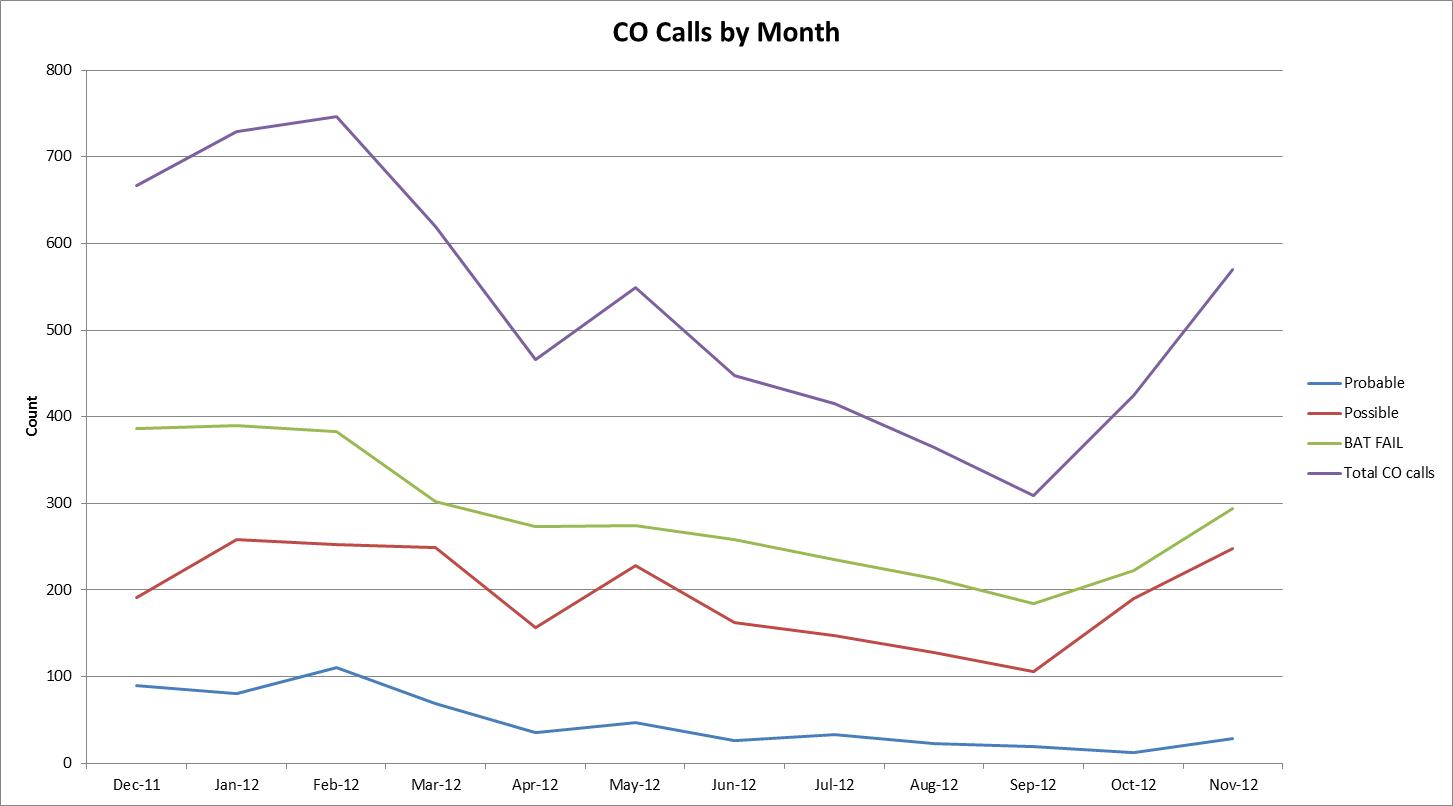 CO Calls by Month
800
700
600
500
400
300
200
100
0
Count
Dec-11 Jan-12 Feb-12 Mar-12 Apr-12 May-12 Jun-12 Jul-12 Aug-12 Sep-12 Oct-12 Nov-12
Probable
Possible
BAT FAIL
Total CO calls